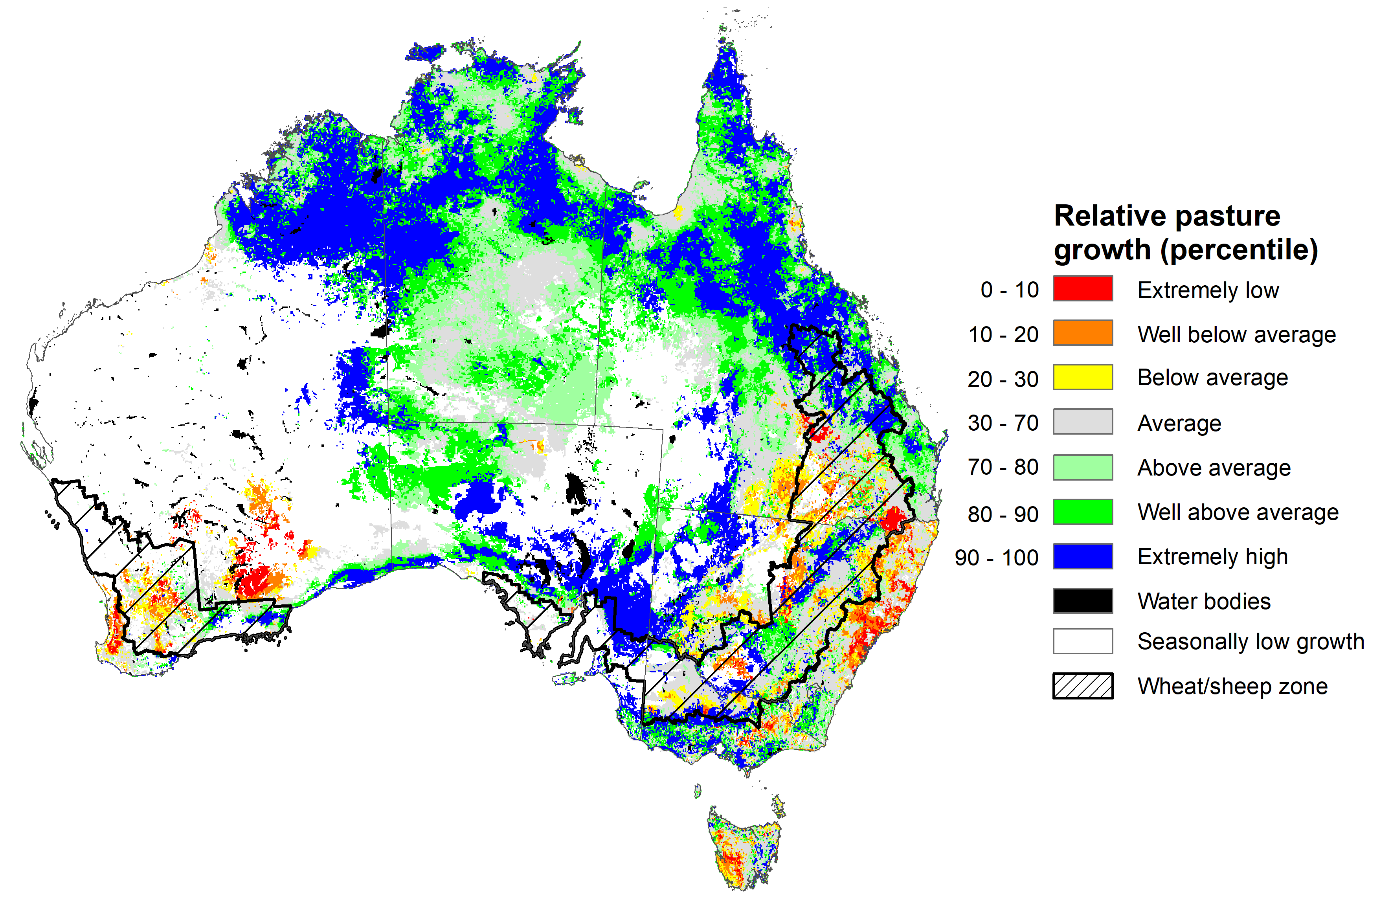 Relative pasture
growth (percentile)
0 - 10 Extremely low
10 - 20 Well below average
20 - 30 Below average
30 - 70 Average
70 - 80 Above average
80 - 90 Well above average
90 - 100 Extremely high
Water bodies
Seasonally low growth
Wheat/sheep zone